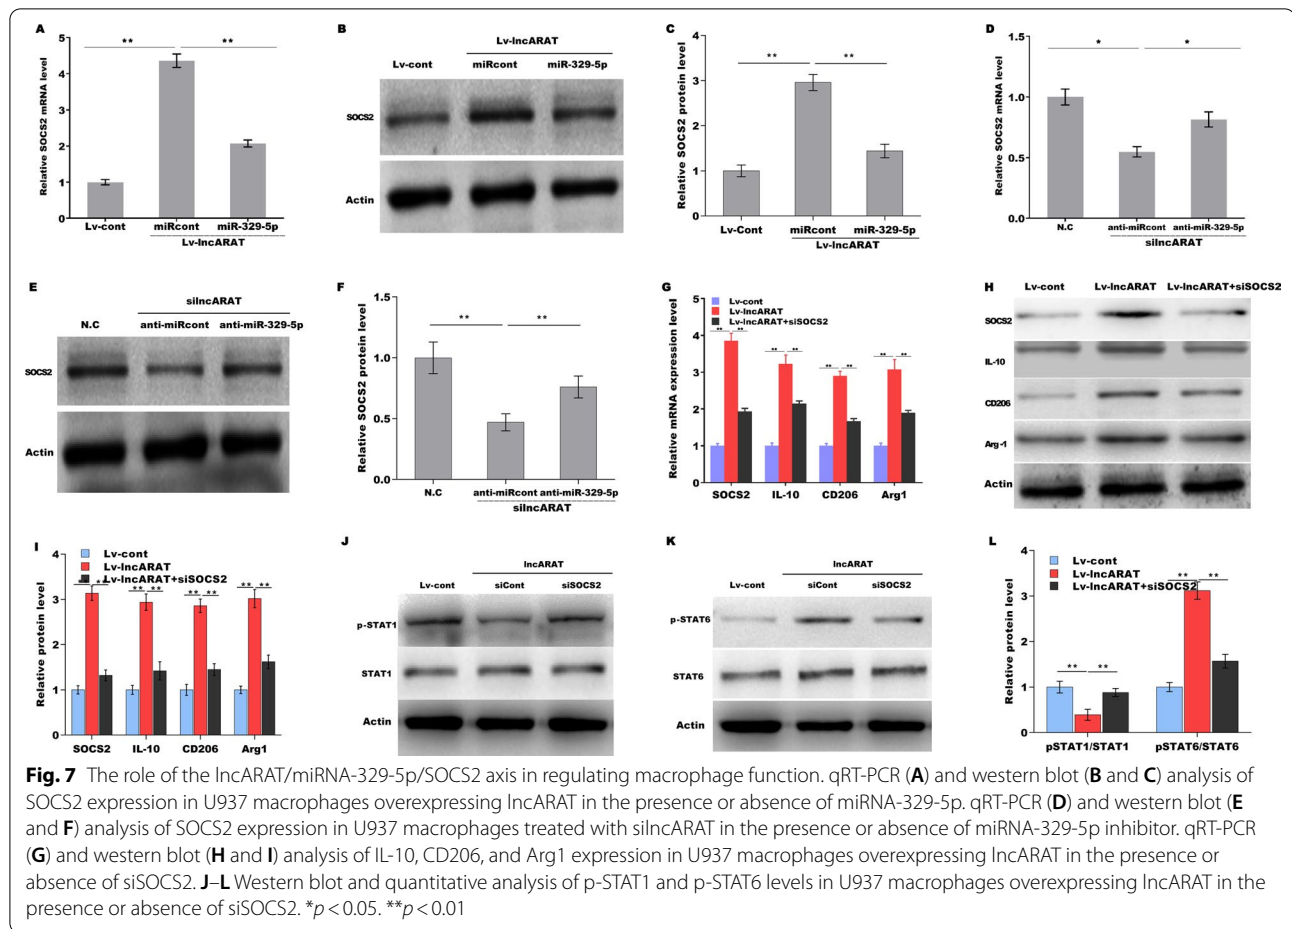 A
**
**
Relative SOCS2 mRNA level
5
4
3
2
1
0
Lv-cont
miRcont
miR-329-5p
Lv-lncARAT
B
Lv-lncARAT
Lv-cont
miRcont
miR-329-5p
SOCS2
Actin
C
**
**
Relative SOCS2 protein level
4
3
2
1
0
Lv-Cont
miRcont
miR-329-5p
Lv-lncARAT
D
*
*
Relative SOCS2 mRNA level
1.5
1.0
0.5
0.0
N.C
anti-miRcont
anti-miR-329-5p
silncARAT
E
silncARAT
N.C
anti-miRcont
anti-miR-329-5p
SOCS2
Actin
F
**
**
Relative SOCS2 protein level
1.5
1.0
0.5
0.0
N.C
anti-miRcont
anti-miR-329-5p
silncARAT
G
Lv-cont
Lv-lncARAT
Lv-lncARAT+siSOCS2
** **
** **
** **
** **
Relative mRNA expression level
5
4
3
2
1
0
SOCS2
IL-10
CD206
Arg1
H
Lv-cont
Lv-lncARAT
Lv-lncARAT+siSOCS2
SOCS2
IL-10
CD206
Arg-1
Actin
I
Lv-cont
Lv-lncARAT
Lv-lncARAT+siSOCS2
** **
** **
** **
** **
Relative protein level
4
3
2
1
0
SOCS2
IL-10
CD206
Arg1
J
lncARAT
Lv-cont
siCont
siSOCS2
p-STAT1
STAT1
Actin
K
lncARAT
Lv-cont
siCont
siSOCS2
p-STAT6
STAT6
Actin
L
Lv-cont
Lv-lncARAT
Lv-lncARAT+siSOCS2
** **
** **
Relative protein level
4
3
2
1
0
pSTAT1/STAT1
pSTAT6/STAT6
Fig. 7 The role of the lncARAT/miRNA-329-5p/SOCS2 axis in regulating macrophage function. qRT-PCR (A) and western blot (B and C) analysis of
SOCS2 expression in U937 macrophages overexpressing lncARAT in the presence or absence of miRNA-329-5p. qRT-PCR (D) and western blot (E
and F) analysis of SOCS2 expression in U937 macrophages treated with silncARAT in the presence or absence of miRNA-329-5p inhibitor. qRT-PCR
(G) and western blot (H and I) analysis of IL-10, CD206, and Arg1 expression in U937 macrophages overexpressing lncARAT in the presence or
absence of siSOCS2. J–L Western blot and quantitative analysis of p-STAT1 and p-STAT6 levels in U937 macrophages overexpressing lncARAT in the
presence or absence of siSOCS2. *p < 0.05. **p < 0.01